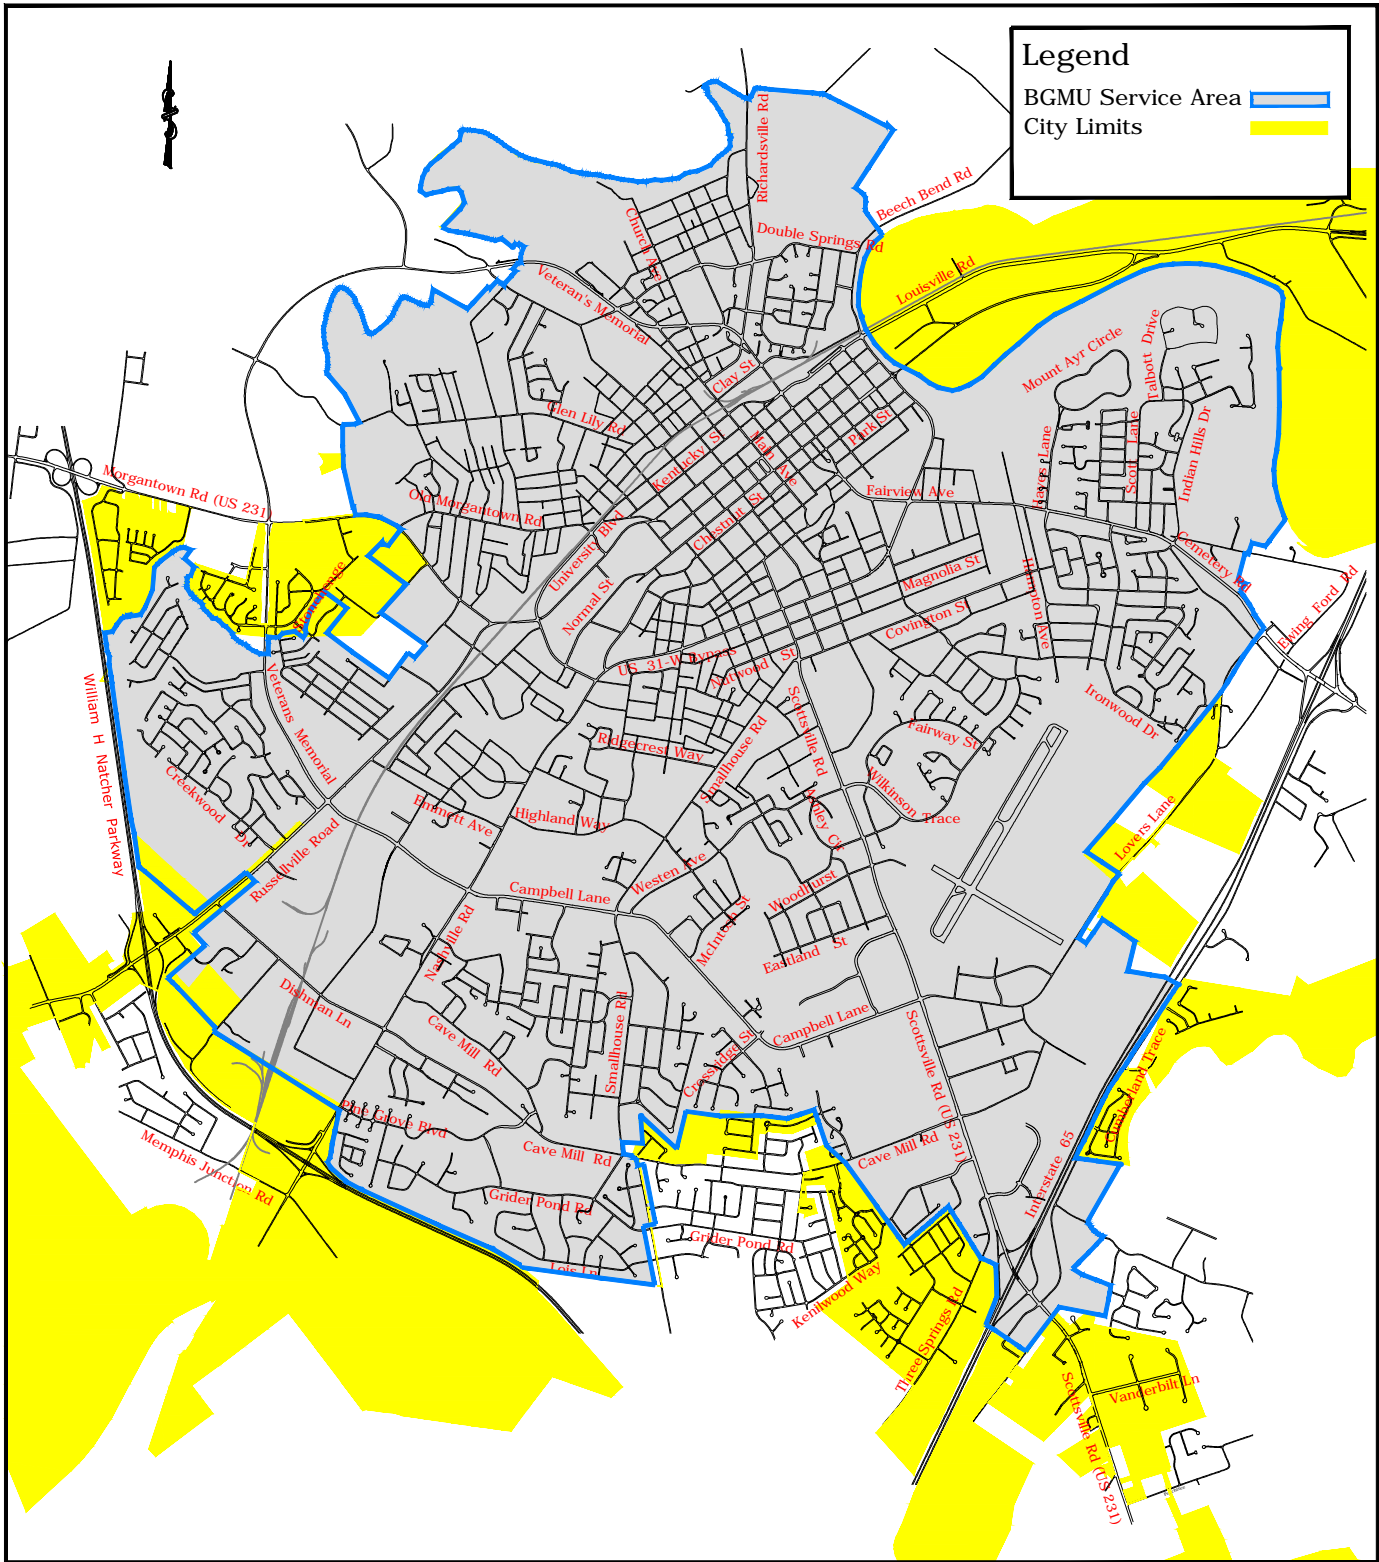 Legend
BGMU Service Area
City Limits
Richardsville Rd
Beech Bend Rd
Church Ave
Double Springs Rd
Veteran's Memorial
Louisville Rd
Talbott Drive
Mount Ayr Circle
Clay St
Glen Lily Rd
Park St
Scott Lane
Indian Hills Dr
Kentucky St
Main Ave
Hayes Lane
Morgantown Rd (US 231)
Old Morgantown Rd
Fairview Ave
Chestnut St
University Blvd
Cemetery Rd
Normal St
Magnolia St
Hampton Ave
Ewing Ford Rd
Stonehenge
Covington St
US 31-W Bypass
Nutwood St
William H Natcher Parkway
Veterans Memorial
Scottsville Rd
Ironwood Dr
Fairway St
Ridgecrest Way
Smallhouse Rd
Creekwood Dr
Wilkinson Trace
Ashley Cir
Emmett Ave
Highland Way
Lovers Lane
Russellville Road
Westen Ave
Campbell Lane
Woodhurst
McIntosh St
Nashville Rd
Eastland St
Dishman Ln
Smallhouse Rd
Cave Mill Rd
Campbell Lane
Crossridge St
Scottsville Rd (US 231)
Cumberland Trace
Pine Grove Blvd
Memphis Junction Rd
Cave Mill Rd
Cave Mill Rd
Interstate 65
Grider Pond Rd
Grider Pond Rd
Lois Ln
Kenilwood Way
Three Springs Rd
Scottsville Rd (US 231)
Vanderbilt Ln